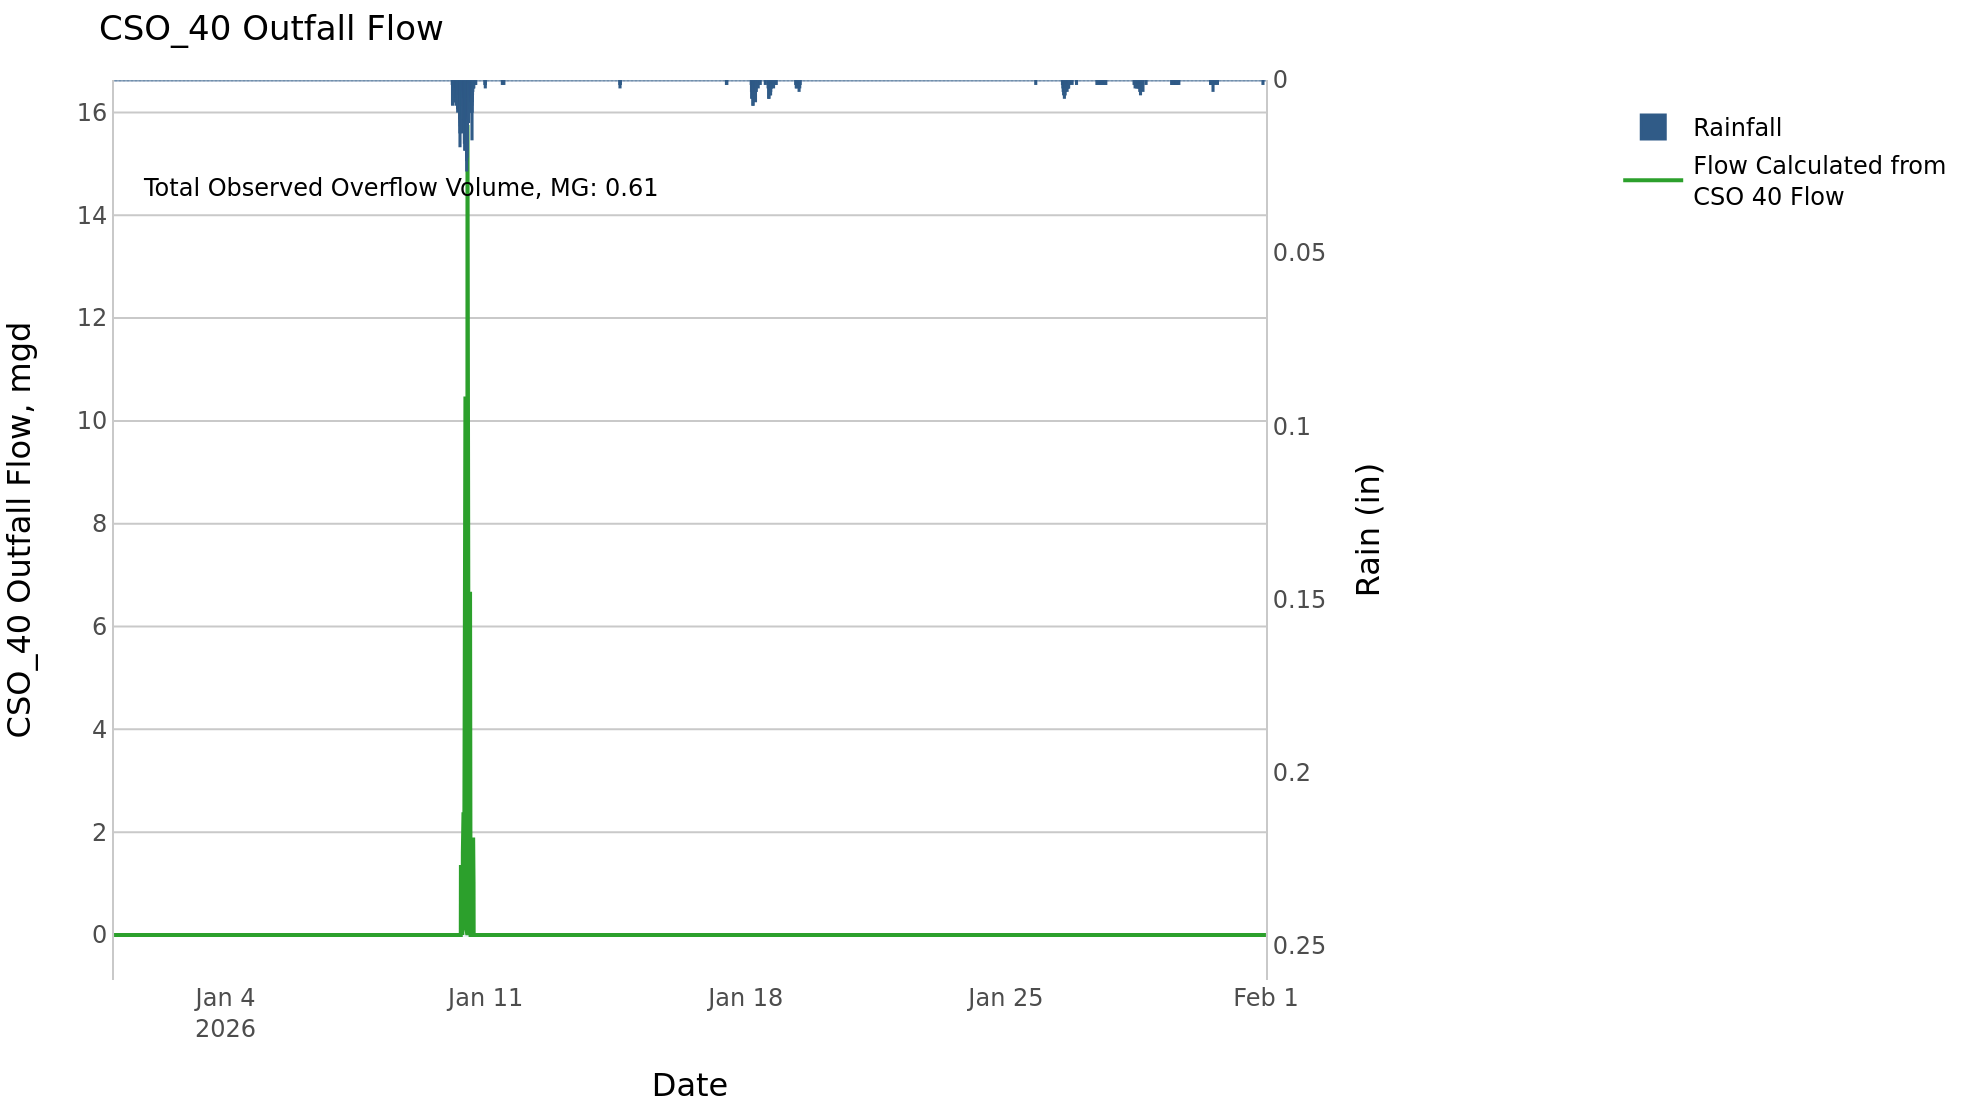 CSO_40 Outfall Flow
0
16
Rainfall
Flow Calculated from
CSO 40 Flow
Total Observed Overflow Volume, MG: 0.61
14
0.05
12
10
0.1
8
0.15
6
4
0.2
2
0
0.25
CSO_40 Outfall Flow, mgd
Rain (in)
Jan 4
2026
Jan 11
Jan 18
Jan 25
Feb 1
Date